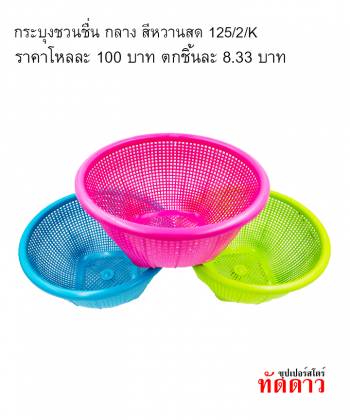 กระบุงชวนชื่น กลาง สีหวานสด 125/2/K
ราคาโหลละ 100 บาท ตกชิ้นละ 8.33 บาท
ซุปเปอร์สโตร์
ทัดดาว